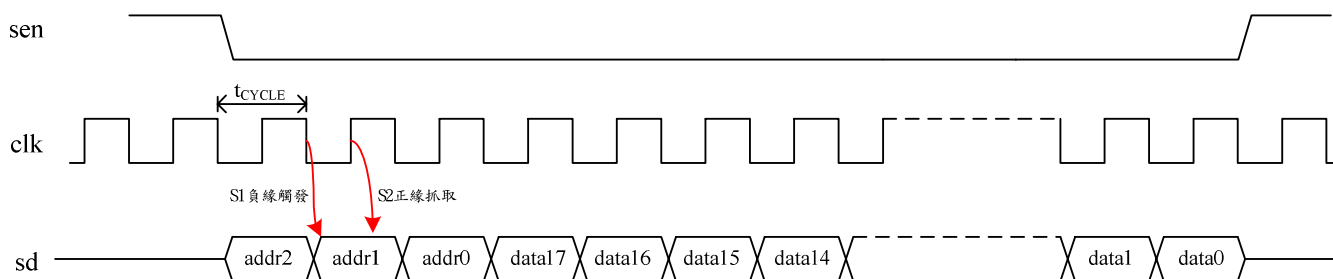 sen
tCYCLE
clk
S1負緣觸發 S2正緣抓取
sd addr2 addr1 addr0 data17 data16 data15 data14 data1 data0